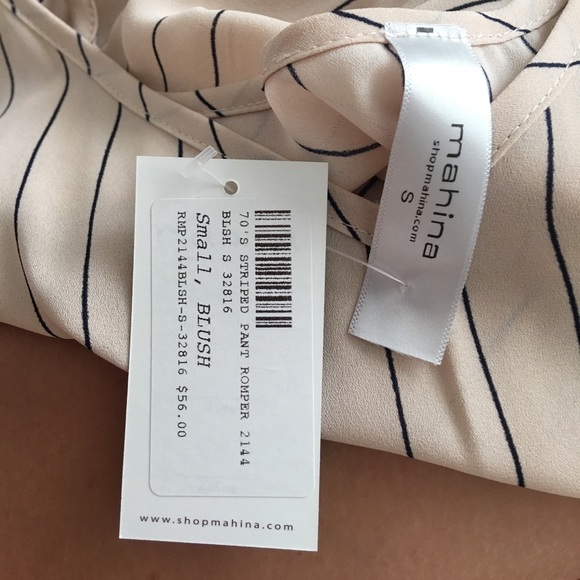 mahina
shopmahina.com
S
70'S STRIPED PANT ROMPER 2144
BLSH S 32816
Small, BLUSH
RMP2144BLSH-S-32816 $56.00
www.shopmahina.com